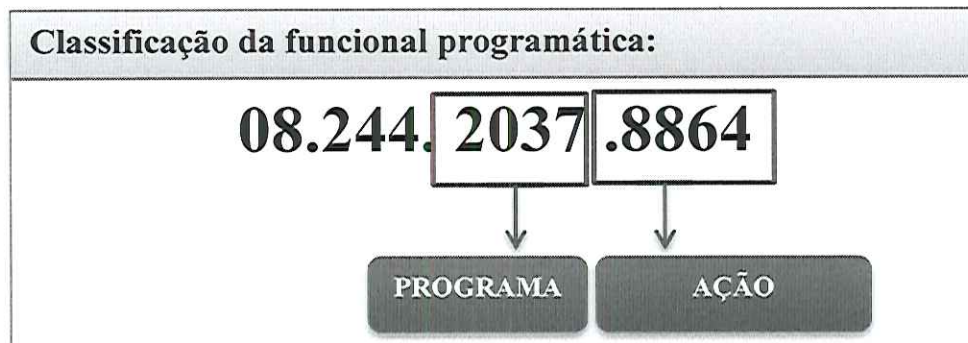 Classificação da funcional programática:
08.244. 2037 .8864
PROGRAMA AÇÃO